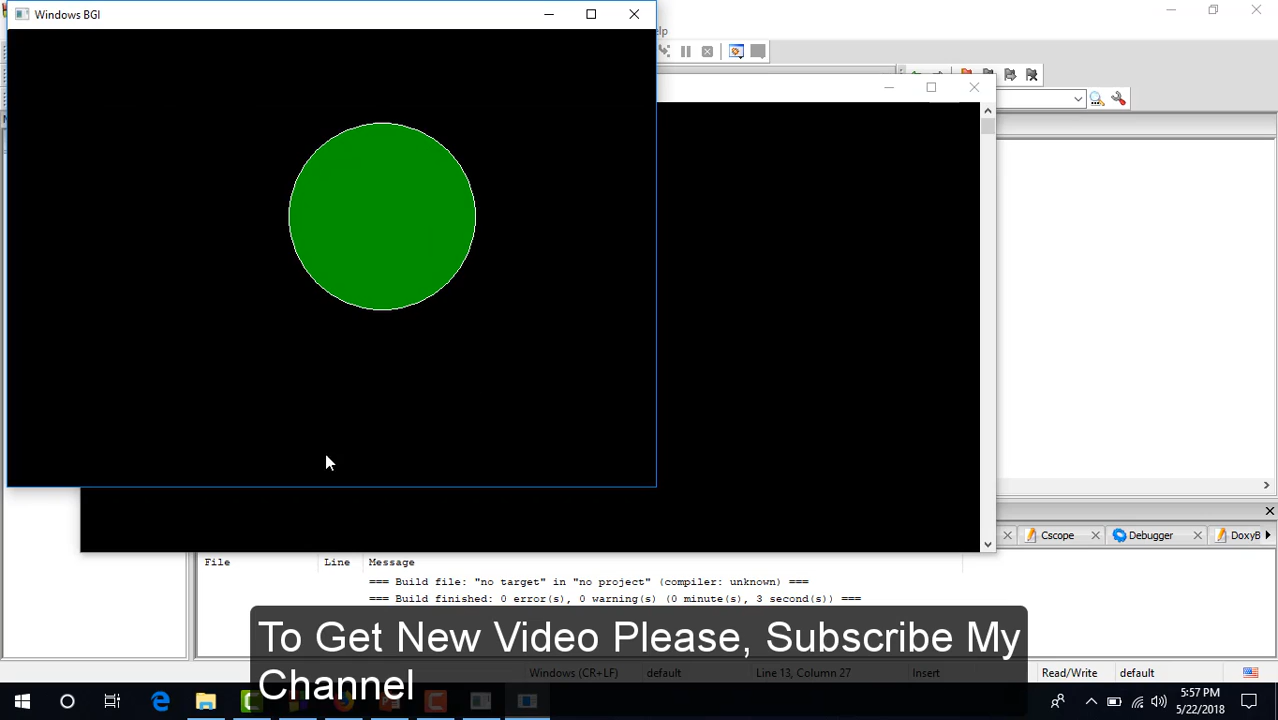 Windows BGI
elp
Cscope
Debugger
DoxyB
File Line Message
=== Build file: "no target" in "no project" (compiler: unknown) ===
=== Build finished: 0 error(s), 0 warning(s) (0 minute(s), 3 second(s)) ===
To Get New Video Please, Subscribe My
Channel
Windows (CR+LF) default Line 13, Column 27 Insert Read/Write default
5:57 PM
5/22/2018